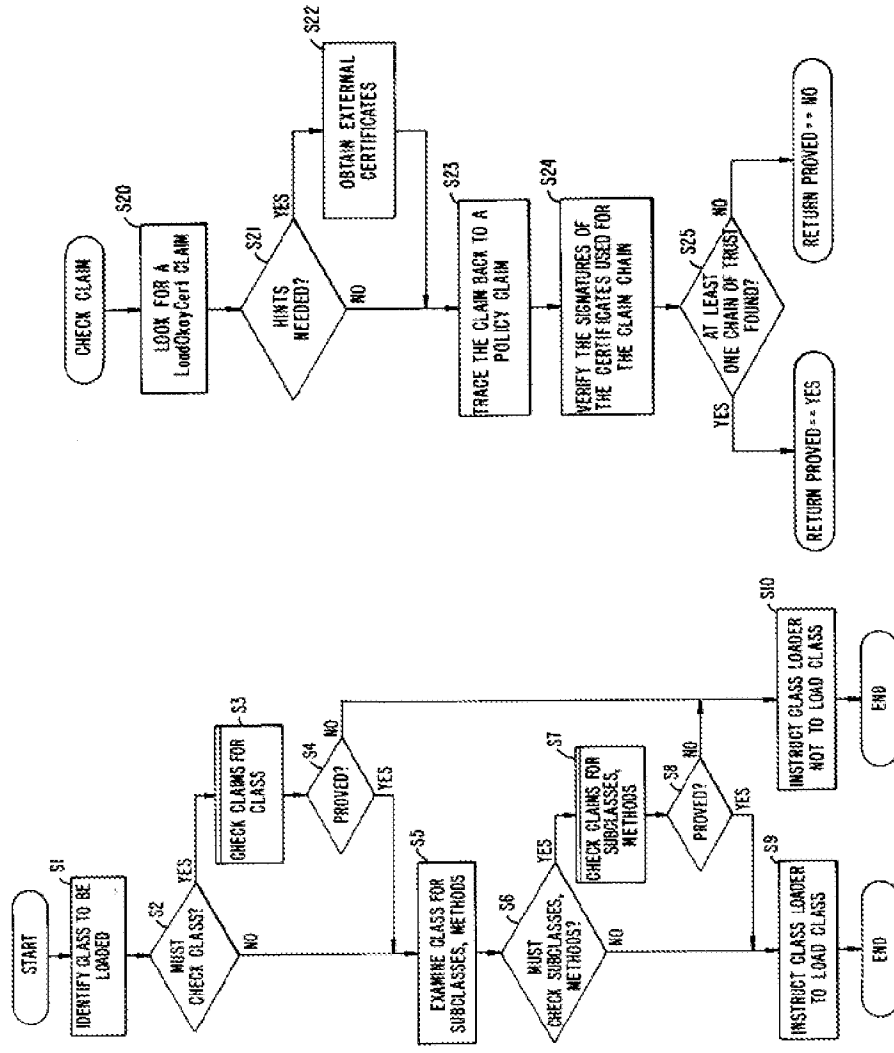 START
S1
IDENTIFY CLASS TO BE
LOADED
S2
MUST
CHECK CLASS?
YES
NO
S3
CHECK CLAIMS FOR
CLASS
S4
PROVED?
NO
YES
S5
EXAMINE CLASS FOR
SUBCLASSES, METHODS
S6
MUST
CHECK SUBCLASSES,
METHODS?
YES
NO
S7
CHECK CLAIMS FOR
SUBCLASSES,
METHODS
S8
PROVED?
NO
YES
S9
INSTRUCT CLASS LOADER
TO LOAD CLASS
END
S10
INSTRUCT CLASS LOADER
NOT TO LOAD CLASS
END
CHECK CLAIM
S20
LOOK FOR A
LoadOkayCert CLAIM
S21
HINTS
NEEDED?
YES
NO
S22
OBTAIN EXTERNAL
CERTIFICATES
S23
TRACE THE CLAIM BACK TO A
POLICY CLAIM
S24
VERIFY THE SIGNATURES OF
THE CERTIFICATES USED FOR
THE CLAIM CHAIN
S25
AT LEAST
ONE CHAIN OF TRUST
FOUND?
YES
NO
RETURN PROVED== YES
RETURN PROVED== NO